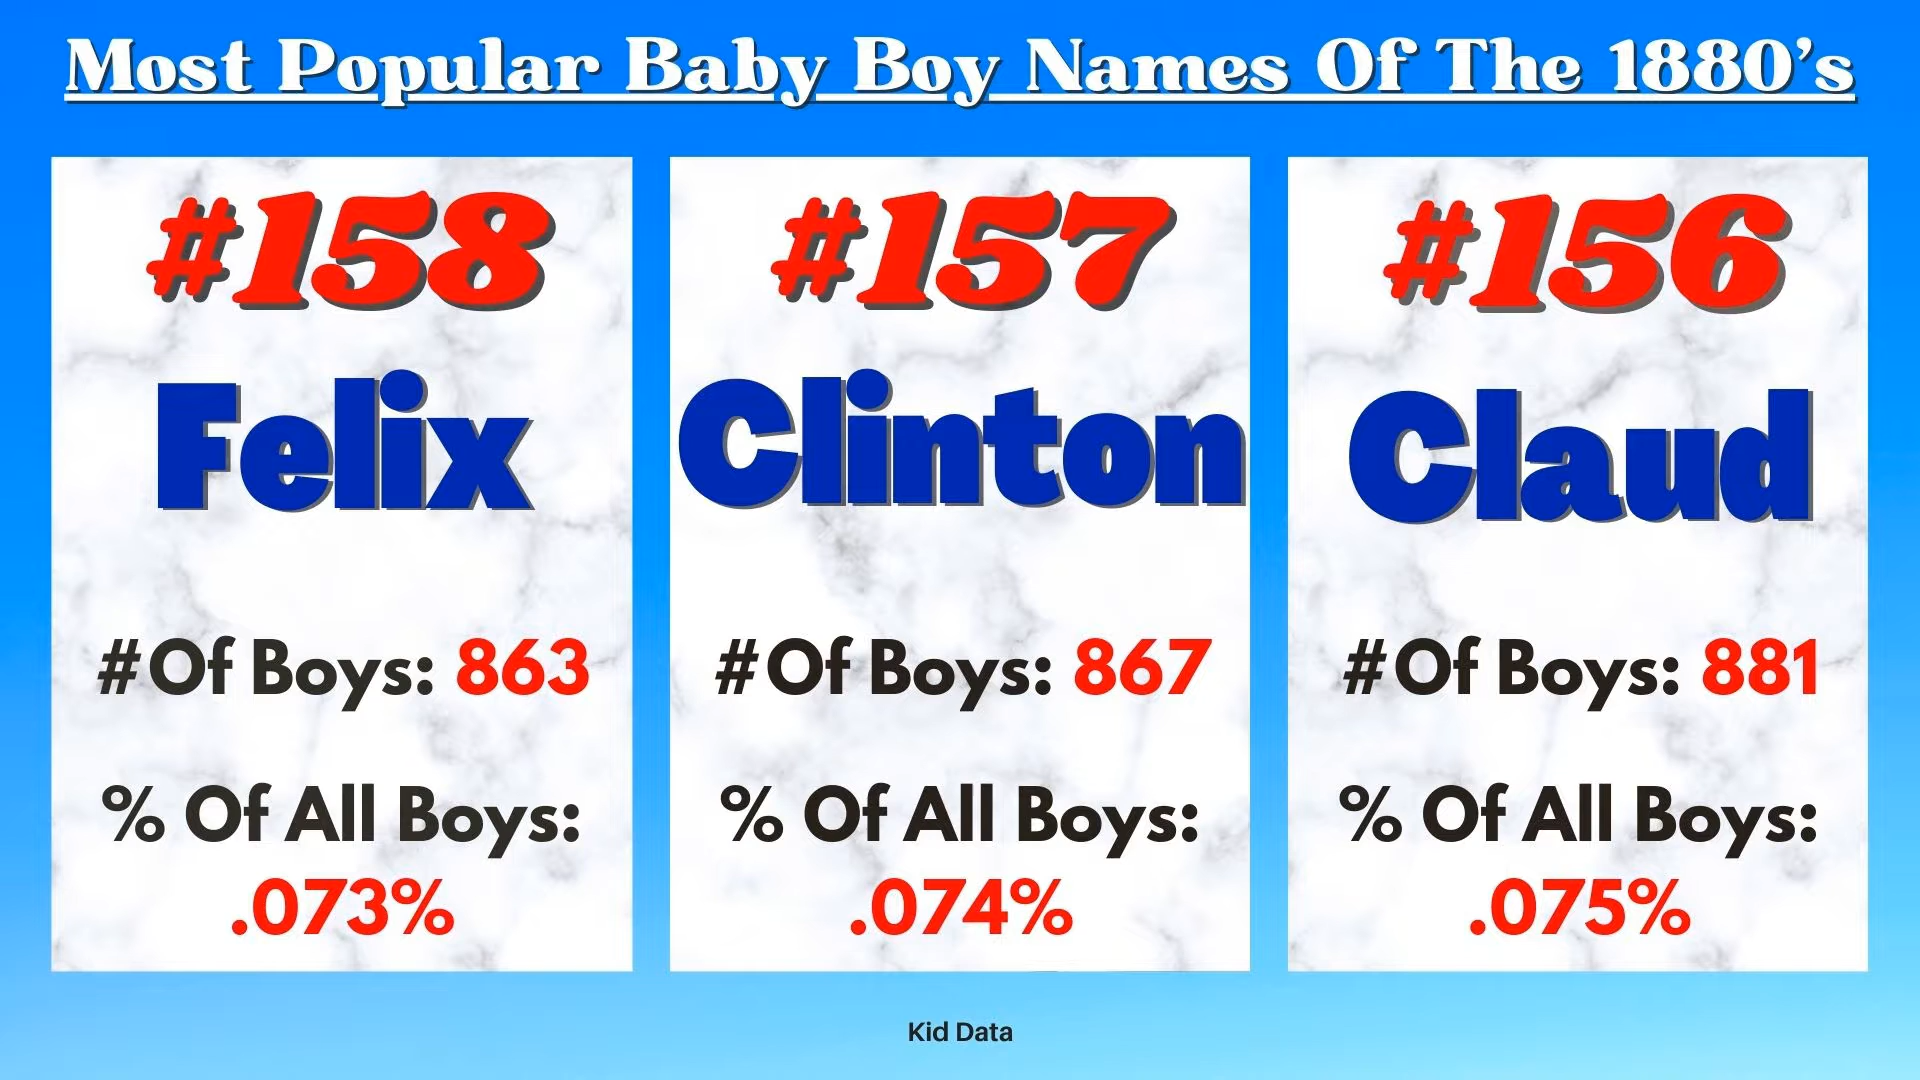 Most Popular Baby Boy Names Of The 1880's
#158
Felix
#Of Boys: 863
% Of All Boys:
.073%
#157
Clinton
#Of Boys: 867
% Of All Boys:
.074%
#156
Claud
#Of Boys: 881
% Of All Boys:
.075%
Kid Data